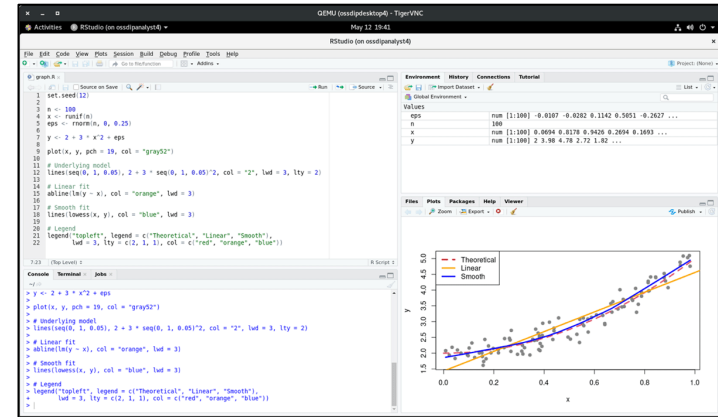 QEMU (ossdipdesktop4) - TigerVNC
Activities RStudio (on ossdipanalyst4) May 12 19:41
RStudio (on ossdipanalyst4)
File Edit Code View Plots Session Build Debug Profile Tools Help
Go to file/function Addins Project: (None)
graph.R
Source on Save Run Source
1 set.seed(12)
2
3 n <- 100
4 x <- runif(n)
5 eps <- rnorm(n, 0, 0.25)
6
7 y <- 2 + 3 * x^2 + eps
8
9 plot(x, y, pch = 19, col = "gray52")
10
11 # Underlying model
12 lines(seq(0, 1, 0.05), 2 + 3 * seq(0, 1, 0.05)^2, col = "2", lwd = 3, lty = 2)
13
14 # Linear fit
15 abline(lm(y ~ x), col = "orange", lwd = 3)
16
17 # Smooth fit
18 lines(lowess(x, y), col = "blue", lwd = 3)
19
20 # Legend
21 legend("topleft", legend = c("Theoretical", "Linear", "Smooth"),
22 lwd = 3, lty = c(2, 1, 1), col = c("red", "orange", "blue"))
7:23 (Top Level) R Script
Console Terminal Jobs
~/
> y <- 2 + 3 * x^2 + eps
>
> plot(x, y, pch = 19, col = "gray52")
>
> # Underlying model
> lines(seq(0, 1, 0.05), 2 + 3 * seq(0, 1, 0.05)^2, col = "2", lwd = 3, lty = 2)
>
> # Linear fit
> abline(lm(y ~ x), col = "orange", lwd = 3)
>
> # Smooth fit
> lines(lowess(x, y), col = "blue", lwd = 3)
>
> # Legend
> legend("topleft", legend = c("Theoretical", "Linear", "Smooth"),
+ lwd = 3, lty = c(2, 1, 1), col = c("red", "orange", "blue"))
>
Environment History Connections Tutorial
Import Dataset List
Global Environment
Values
eps num [1:100] -0.0107 -0.0282 0.1142 0.5051 -0.2627 ...
n 100
x num [1:100] 0.0694 0.8178 0.9426 0.2694 0.1693 ...
y num [1:100] 2 3.98 4.78 2.72 1.82 ...
Files Plots Packages Help Viewer
Zoom Export Publish
Theoretical
Linear
Smooth
y
1.5 2.0 2.5 3.0 3.5 4.0 4.5 5.0
0.0 0.2 0.4 0.6 0.8 1.0
x